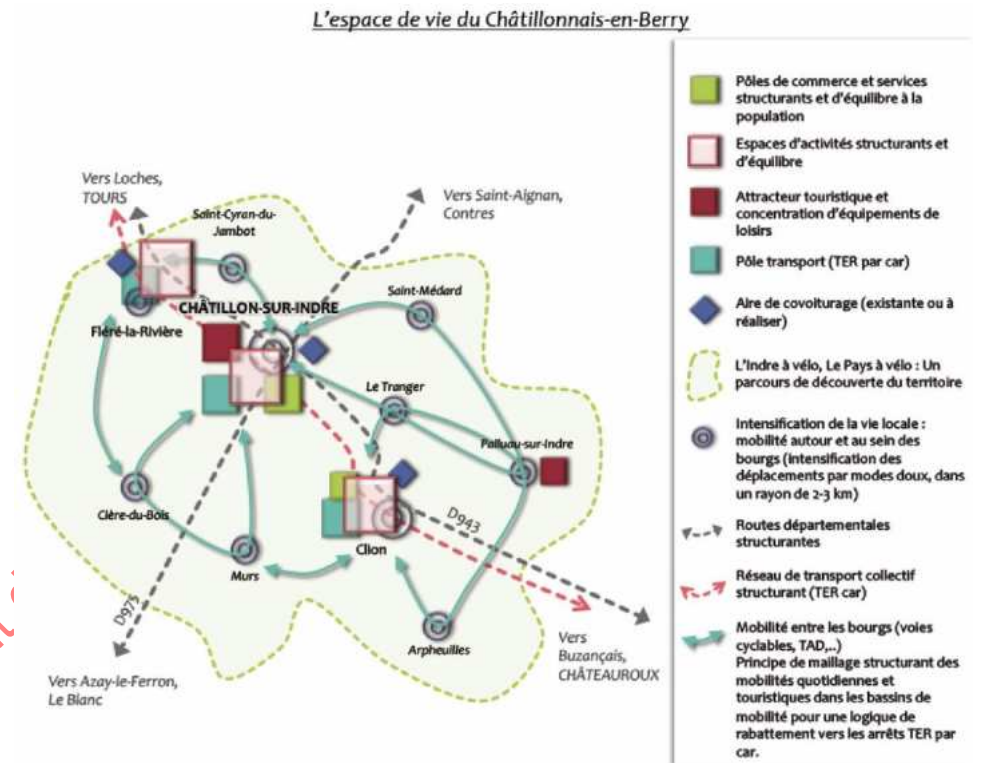 L'espace de vie du Châtillonnais-en-Berry
Vers Loches,
TOURS
Saint-Cyran-du-
Jambot
Vers Saint-Aignan,
Contres
CHÂTILLON-SUR-INDRE
Saint-Médard
Fléré-la-Rivière
Le Tranger
Palluau-sur-Indre
Clère-du-Bois
D943
Clion
Murs
D975
Arpheuilles
Vers Azay-le-Ferron,
Le Blanc
Vers
Buzançais,
CHÂTEAUROUX
Pôles de commerce et services
structurants et d'équilibre à la
population
Espaces d'activités structurants et
d'équilibre
Attracteur touristique et
concentration d'équipements de
loisirs
Pôle transport (TER par car)
Aire de covoiturage (existante ou à
réaliser)
L'Indre à vélo, Le Pays à vélo : Un
parcours de découverte du territoire
Intensification de la vie locale :
mobilité autour et au sein des
bourgs (intensification des
déplacements par modes doux, dans
un rayon de 2-3 km)
Routes départementales
structurantes
Réseau de transport collectif
structurant (TER car)
Mobilité entre les bourgs (voies
cyclables, TAD,..)
Principe de maillage structurant des
mobilités quotidiennes et
touristiques dans les bassins de
mobilité pour une logique de
rabattement vers les arrêts TER par
car.